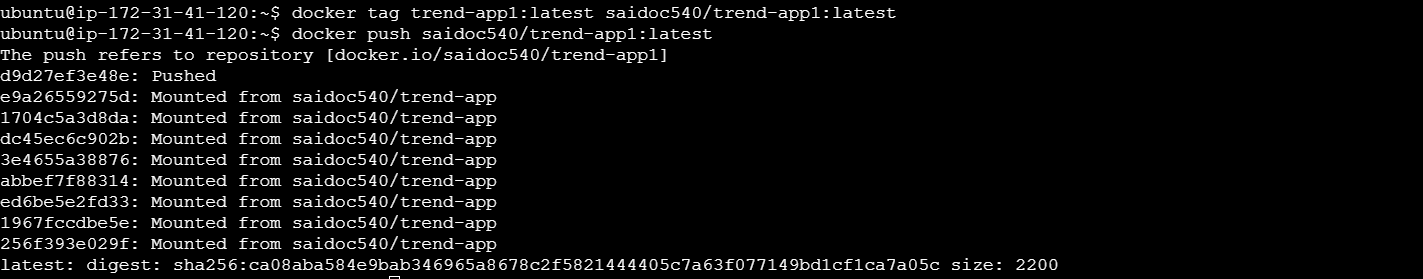 ubuntu@ip-172-31-41-120:~$ docker tag trend-app1:latest saidoc540/trend-app1:latest
ubuntu@ip-172-31-41-120:~$ docker push saidoc540/trend-app1:latest
The push refers to repository [docker.io/saidoc540/trend-app1]
d9d27ef3e48e: Pushed
e9a26559275d: Mounted from saidoc540/trend-app
1704c5a3d8da: Mounted from saidoc540/trend-app
dc45ec6c902b: Mounted from saidoc540/trend-app
3e4655a38876: Mounted from saidoc540/trend-app
abbef7f88314: Mounted from saidoc540/trend-app
ed6be5e2fd33: Mounted from saidoc540/trend-app
1967fccdbe5e: Mounted from saidoc540/trend-app
256f393e029f: Mounted from saidoc540/trend-app
latest: digest: sha256:ca08aba584e9bab346965a8678c2f5821444405c7a63f077149bd1cf1ca7a05c size: 2200